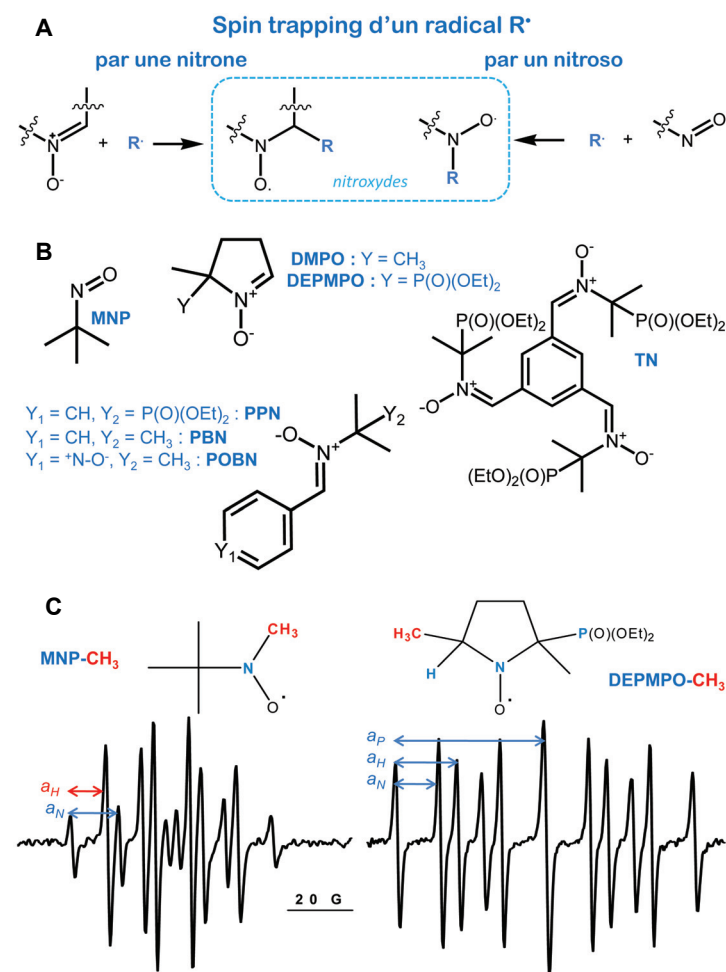 A
Spin trapping d'un radical R•
par une nitrone
par un nitroso
N+
O-
+
R·
N
O.
R
nitroxydes
N
O·
R
R·
+
N
O
B
O
N
MNP
Y
N+
O-
DMPO : Y = CH3
DEPMPO : Y = P(O)(OEt)2
O-
N+
P(O)(OEt)2
P(O)(OEt)2
TN
-O
N+
N+
O-
(EtO)2(O)P
Y1 = CH, Y2 = P(O)(OEt)2 : PPN
Y1 = CH, Y2 = CH3 : PBN
Y1 = +N-O-, Y2 = CH3 : POBN
-O
N+
Y2
Y1
C
MNP-CH3
CH3
N
O•
H3C
H
N
O•
P(O)(OEt)2
DEPMPO-CH3
aH
aN
aP
aH
aN
20 G